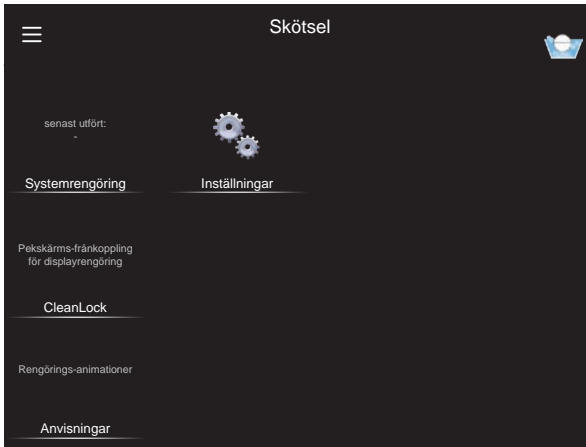 Skötsel
senast utfört:
-
Systemrengöring
Inställningar
Pekskärms-frånkoppling
för displayrengöring
CleanLock
Rengörings-animationer
Anvisningar